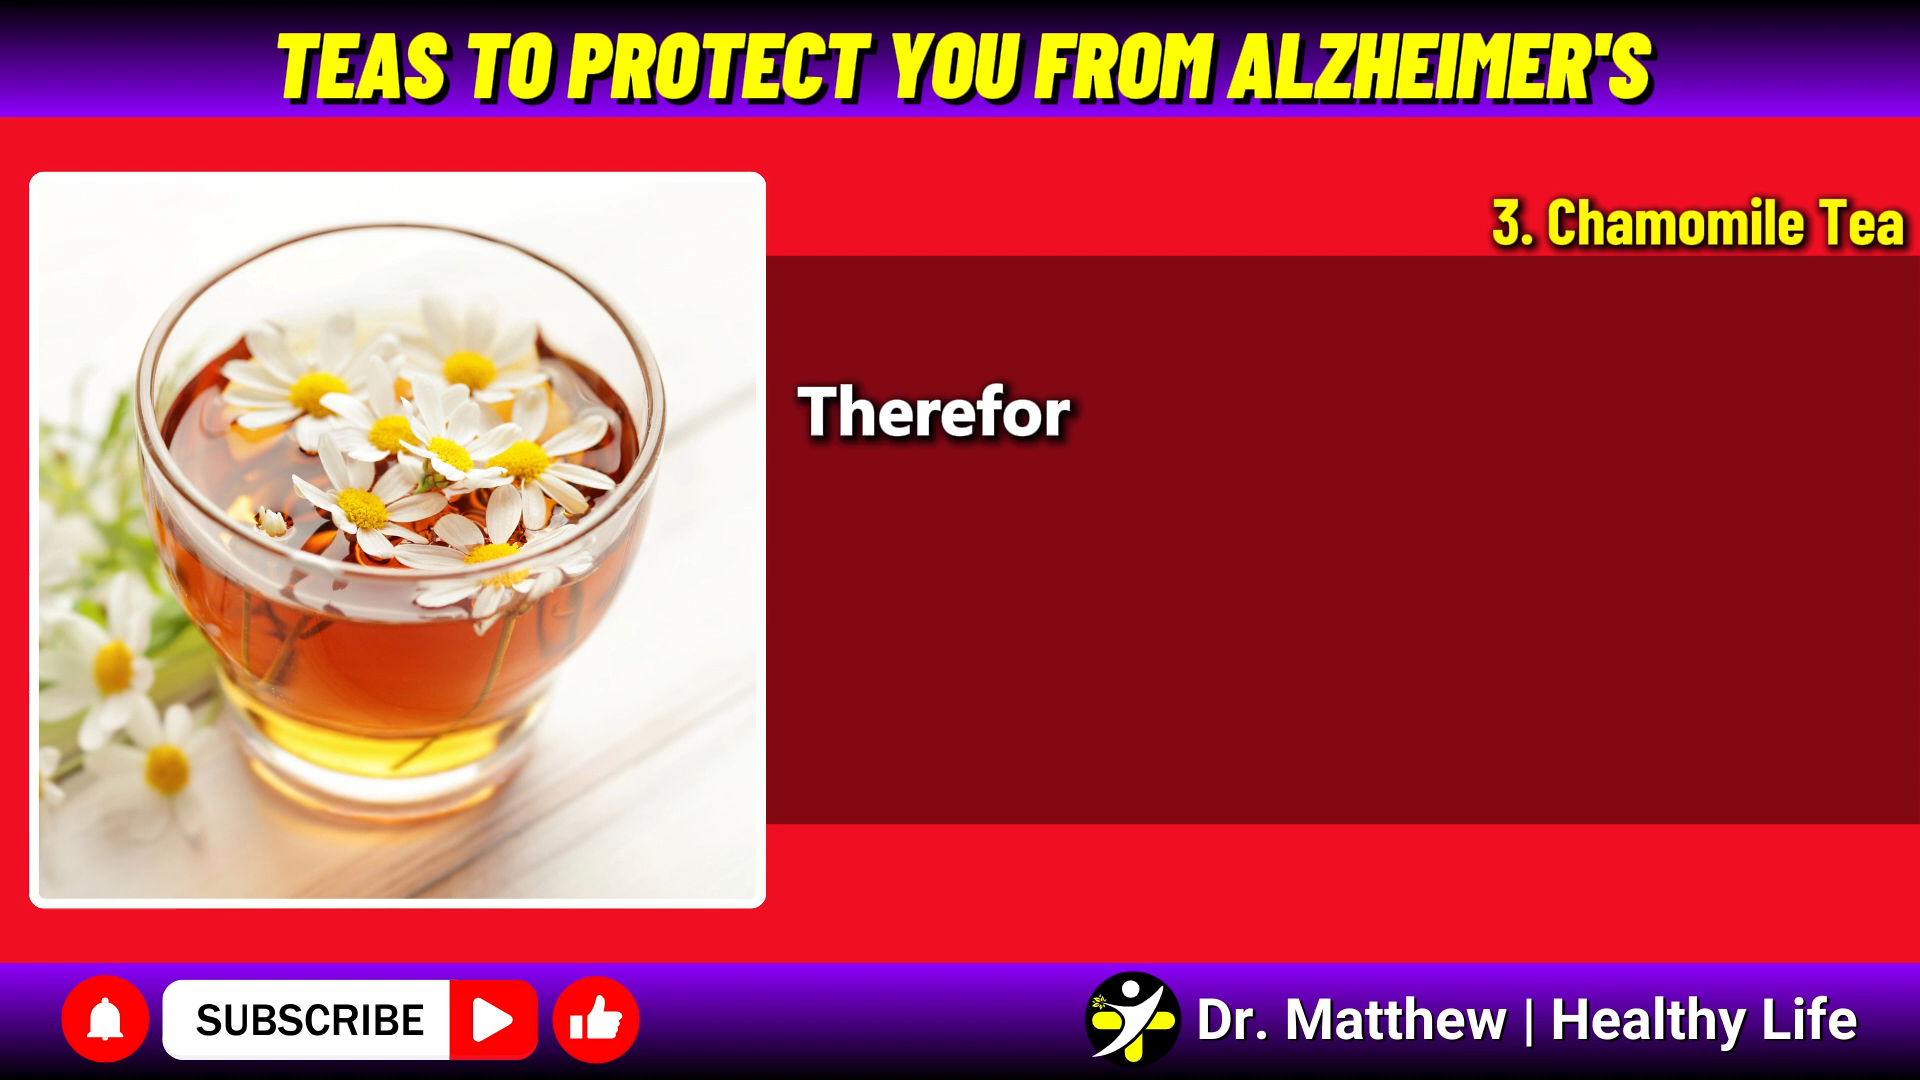 TEAS TO PROTECT YOU FROM ALZHEIMER'S
3. Chamomile Tea
Therefor
SUBSCRIBE
Dr. Matthew | Healthy Life